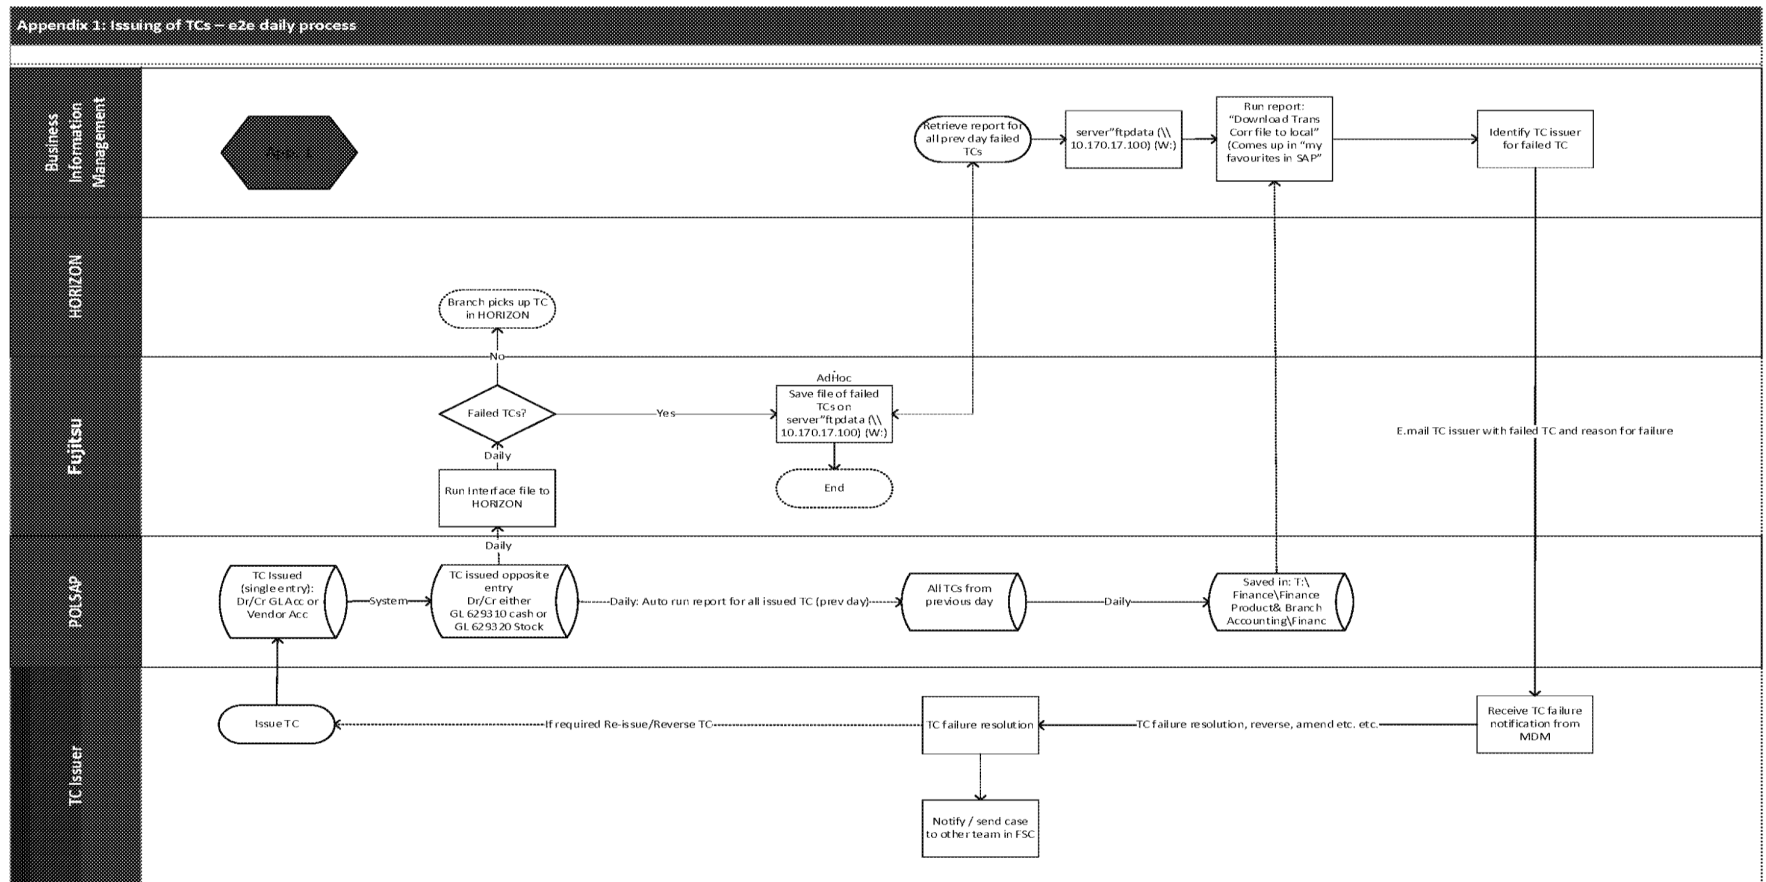 Appendix 1: Issuing of TCs – e2e daily process
Business
Information
Management
App. 1
Retrieve report for
all prev day failed
TCs
server"ftpdata (\\
10.170.17.100) (W:)
Run report:
"Download Trans
Corr file to local"
(Comes up in "my
favourites in SAP"
Identify TC issuer
for failed TC
HORIZON
Branch picks up TC
in HORIZON
No
Fujitsu
Failed TCs?
Yes
AdHoc
Save file of failed
TCs on
server"ftpdata (\\
10.170.17.100) (W:)
End
Daily
Run Interface file to
HORIZON
E.mail TC issuer with failed TC and reason for failure
Daily
POLSAP
TC Issued
(single entry):
Dr/Cr GL Acc or
Vendor Acc
System
TC issued opposite
entry
Dr/Cr either
GL 629310 cash or
GL 629320 Stock
Daily: Auto run report for all issued TC (prev day)
All TCs from
previous day
Daily
Saved in: T:\
Finance\Finance
Product& Branch
Accounting\Financ
TC Issuer
Issue TC
If required Re-issue/Reverse TC
TC failure resolution
TC failure resolution, reverse, amend etc. etc.
Receive TC failure
notification from
MDM
Notify / send case
to other team in FSC